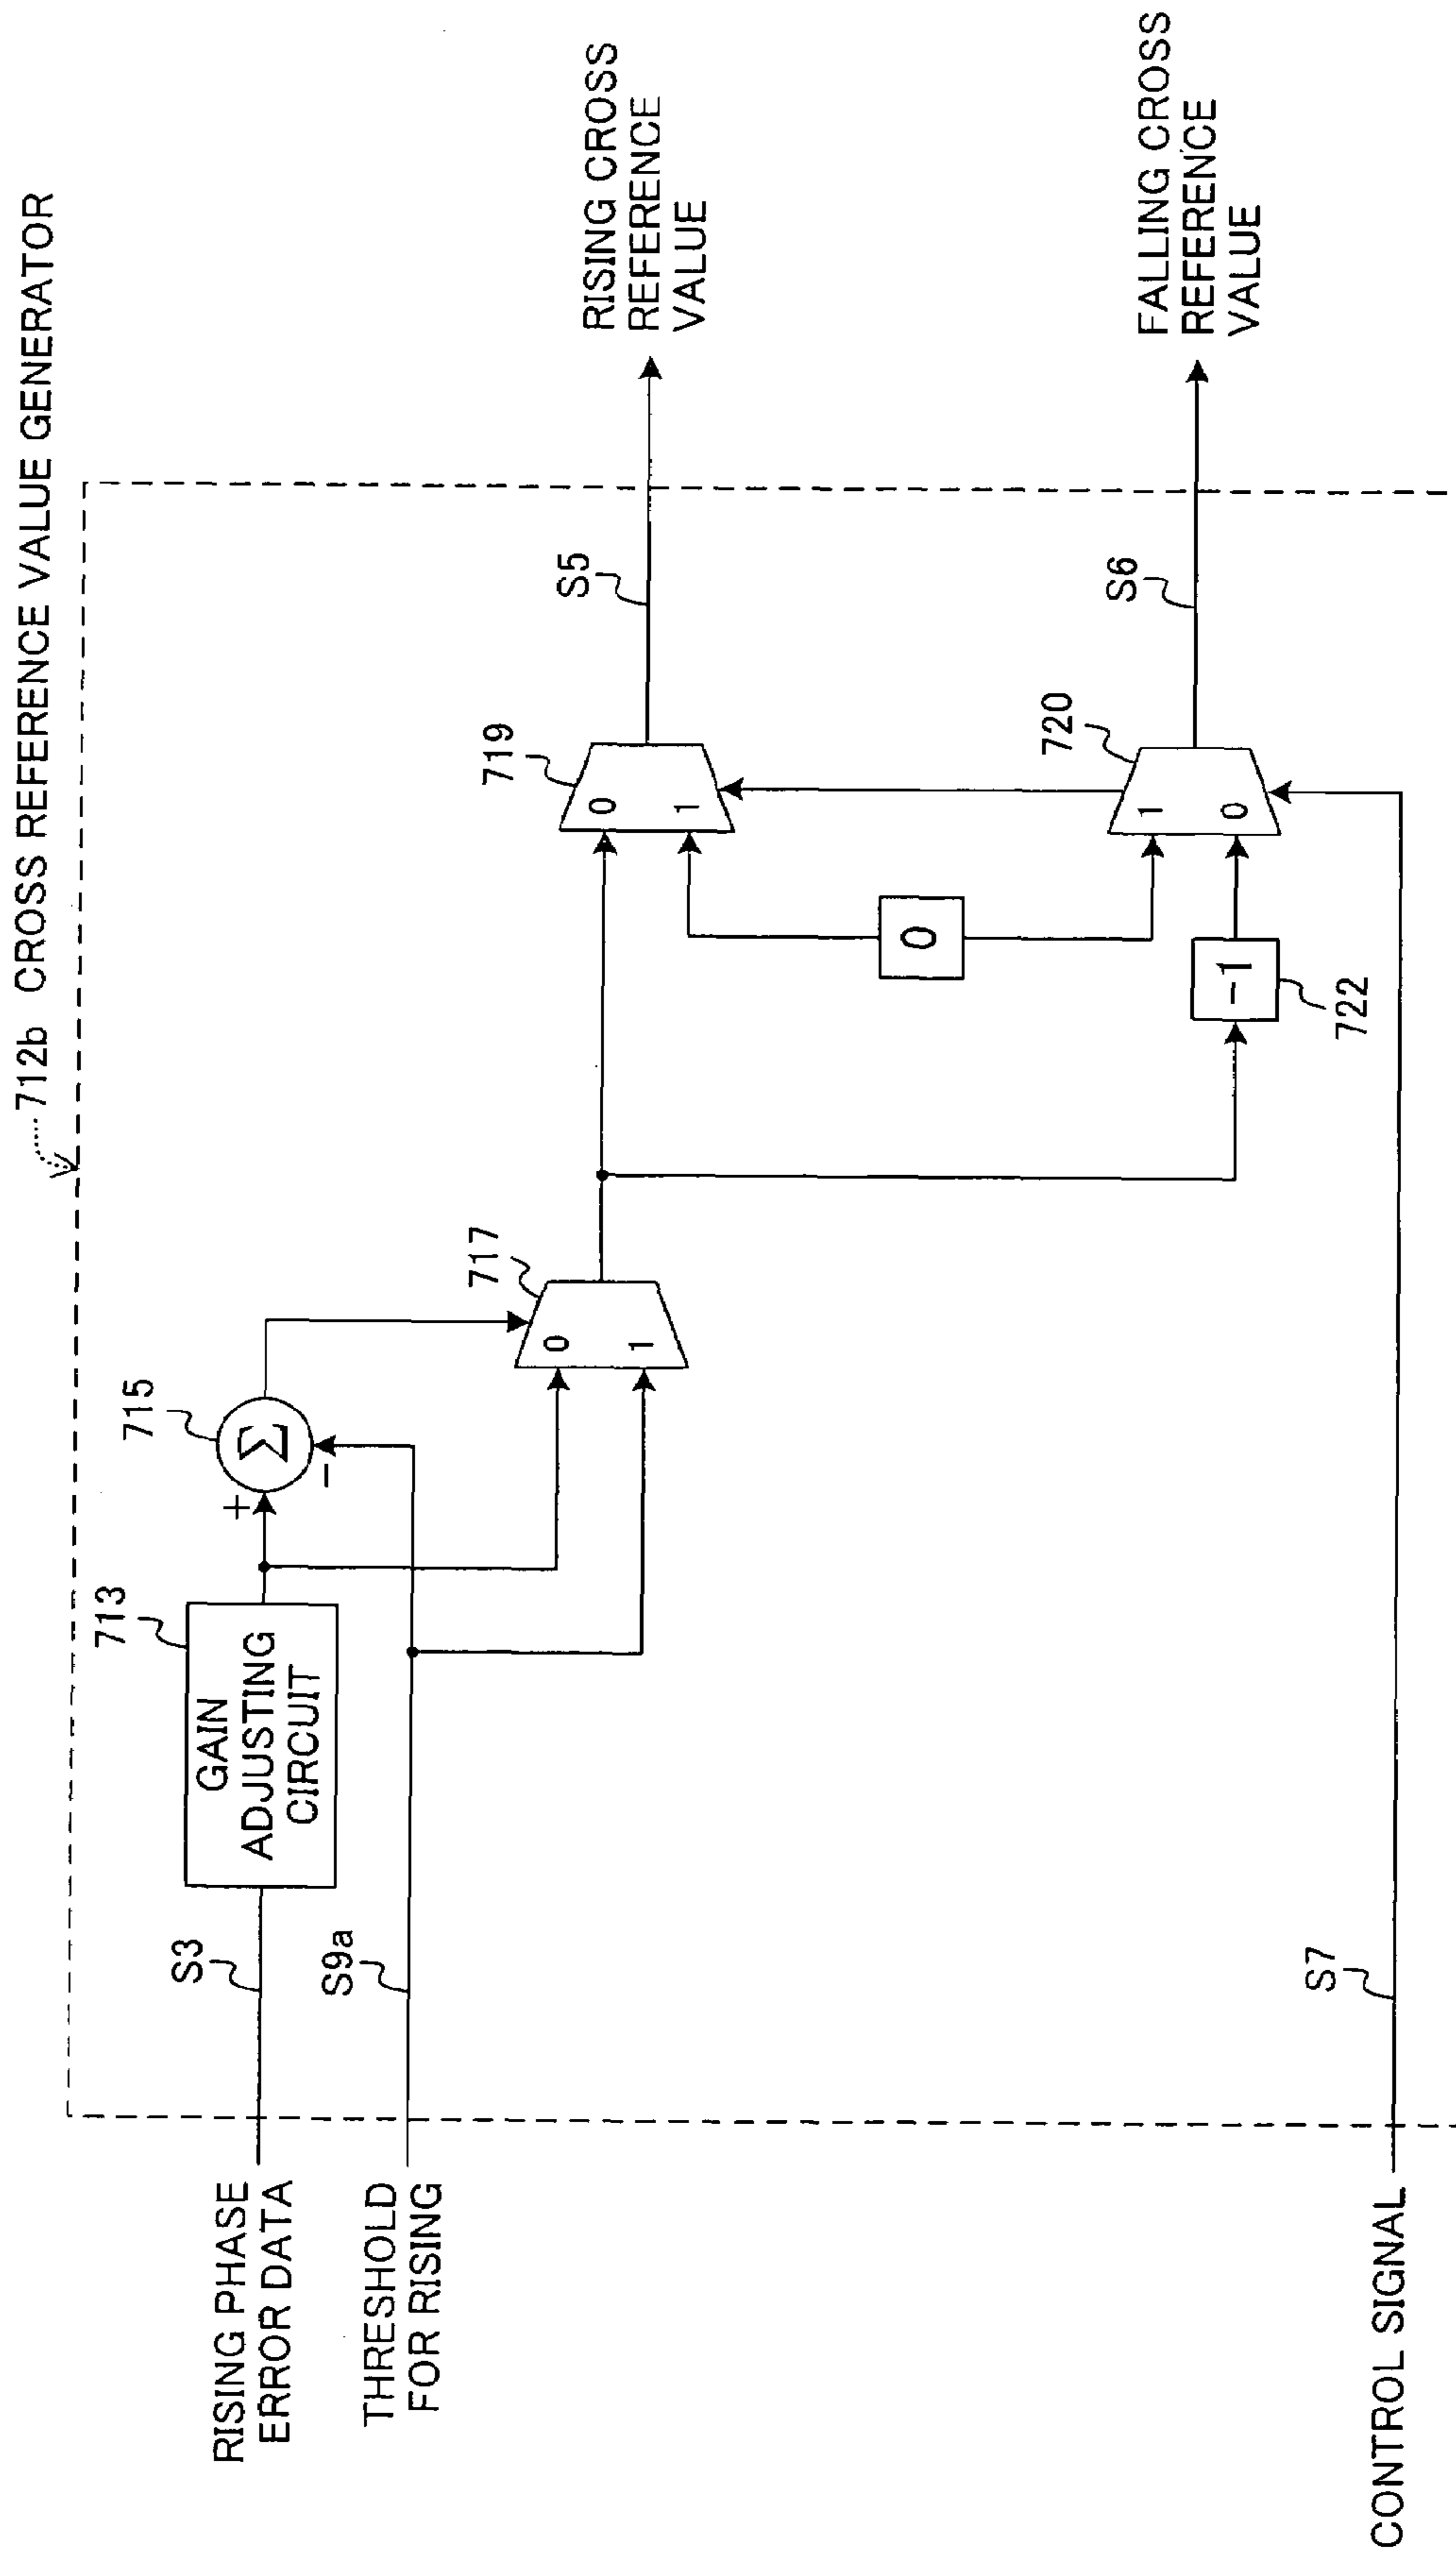 712b CROSS REFERENCE VALUE GENERATOR
RISING PHASE
ERROR DATA
S3
GAIN
ADJUSTING
CIRCUIT
713
+
-
Σ
715
THRESHOLD
FOR RISING
S9a
717
0
1
719
0
1
S5
RISING CROSS
REFERENCE
VALUE
0
-1
722
720
1
0
S6
FALLING CROSS
REFERENCE
VALUE
CONTROL SIGNAL
S7